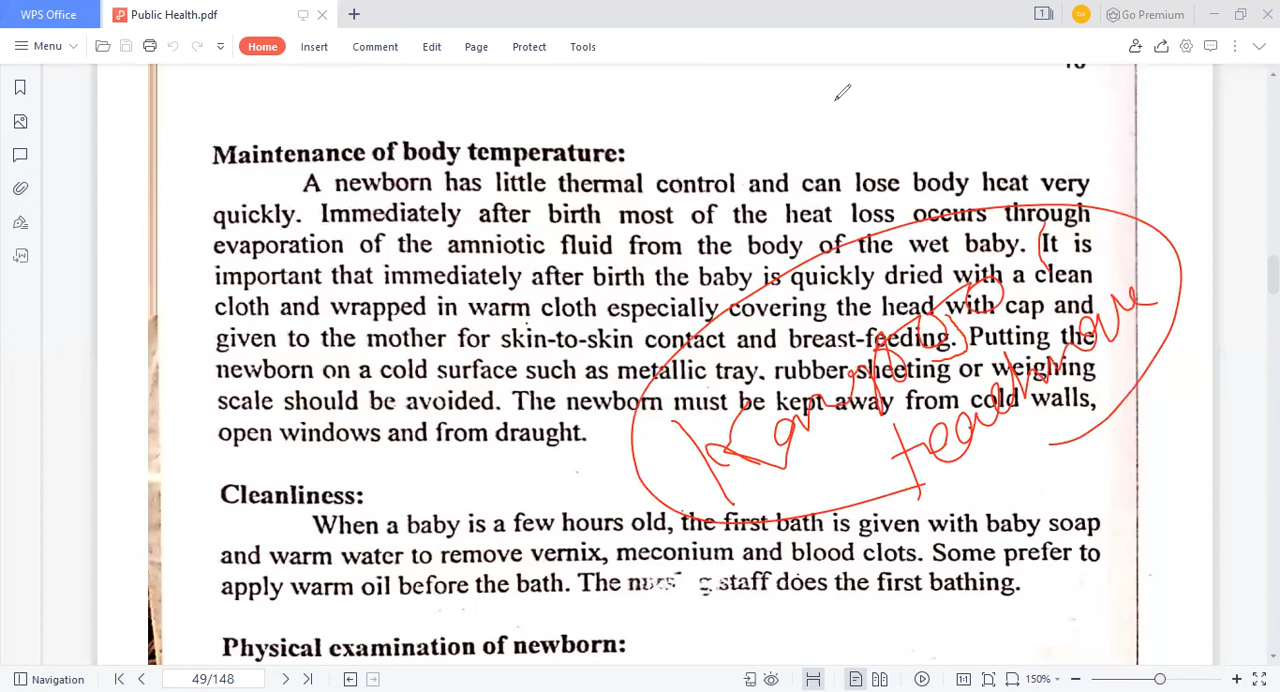 WPS Office
Public Health.pdf
Go Premium
Menu
Home
Insert
Comment
Edit
Page
Protect
Tools
Maintenance of body temperature:
A newborn has little thermal control and can lose body heat very
quickly. Immediately after birth most of the heat loss occurs through
evaporation of the amniotic fluid from the body of the wet baby. It is
important that immediately after birth the baby is quickly dried with a clean
cloth and wrapped in warm cloth especially covering the head with cap and
given to the mother for skin-to-skin contact and breast-feeding. Putting the
newborn on a cold surface such as metallic tray, rubber sheeting or weighing
scale should be avoided. The newborn must be kept away from cold walls,
open windows and from draught.
Cleanliness:
When a baby is a few hours old, the first bath is given with baby soap
and warm water to remove vernix, meconium and blood clots. Some prefer to
apply warm oil before the bath. The staff does the first bathing.
Physical examination of newborn:
Navigation
49/148
150%